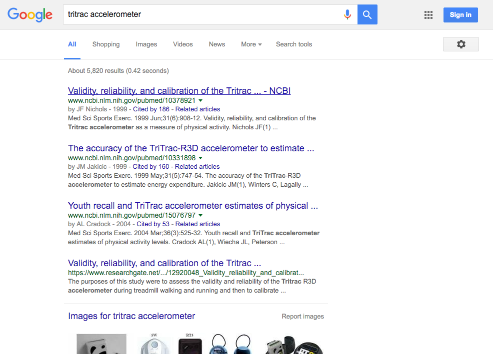 Google
tritrac accelerometer
Sign in
All Shopping Images Videos News More Search tools
About 5,820 results (0.42 seconds)
Validity, reliability, and calibration of the Tritrac ... - NCBI
www.ncbi.nlm.nih.gov/pubmed/10378921
by JF Nichols - 1999 - Cited by 186 - Related articles
Med Sci Sports Exerc. 1999 Jun;31(6):908-12. Validity, reliability, and calibration of the
Tritrac accelerometer as a measure of physical activity. Nichols JF(1) ...
The accuracy of the TriTrac-R3D accelerometer to estimate ...
www.ncbi.nlm.nih.gov/pubmed/10331898
by JM Jakicic - 1999 - Cited by 160 - Related articles
Med Sci Sports Exerc. 1999 May;31(5):747-54. The accuracy of the TriTrac-R3D
accelerometer to estimate energy expenditure. Jakicic JM(1), Winters C, Lagally ...
Youth recall and TriTrac accelerometer estimates of physical ...
www.ncbi.nlm.nih.gov/pubmed/15076797
by AL Cradock - 2004 - Cited by 53 - Related articles
Med Sci Sports Exerc. 2004 Mar;36(3):525-32. Youth recall and TriTrac accelerometer
estimates of physical activity levels. Cradock AL(1), Wiecha JL, Peterson ...
Validity, reliability, and calibration of the Tritrac ...
https://www.researchgate.net/.../12920048_Validity_reliability_and_calibrat...
The purposes of this study were to assess the validity and reliability of the Tritrac R3D
accelerometer during treadmill walking and running and then to calibrate ...
Images for tritrac accelerometer
Report images